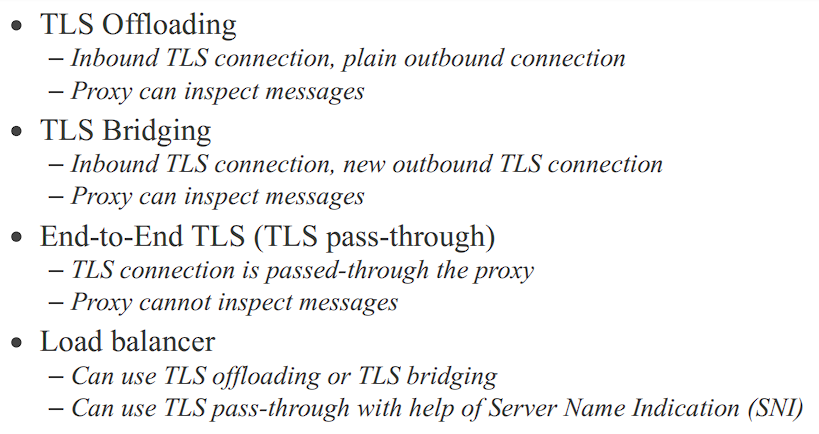 • TLS Offloading
– Inbound TLS connection, plain outbound connection
– Proxy can inspect messages
• TLS Bridging
– Inbound TLS connection, new outbound TLS connection
– Proxy can inspect messages
• End-to-End TLS (TLS pass-through)
– TLS connection is passed-through the proxy
– Proxy cannot inspect messages
• Load balancer
– Can use TLS offloading or TLS bridging
– Can use TLS pass-through with help of Server Name Indication (SNI)